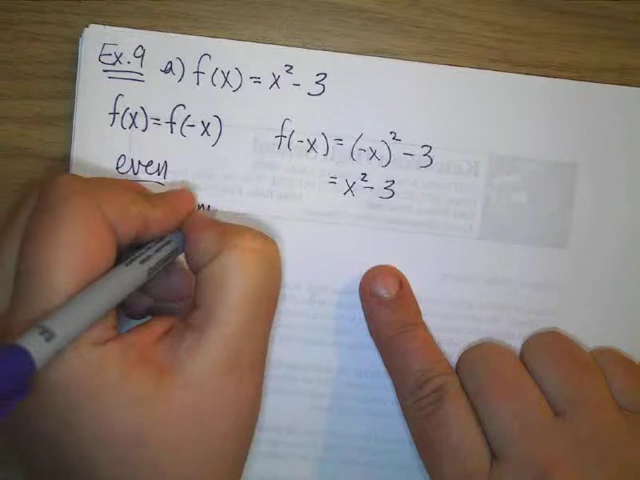 Ex.9 a) f(x) = x² - 3
f(x) = f(-x)
f(-x) = (-x)² - 3
= x² - 3
even